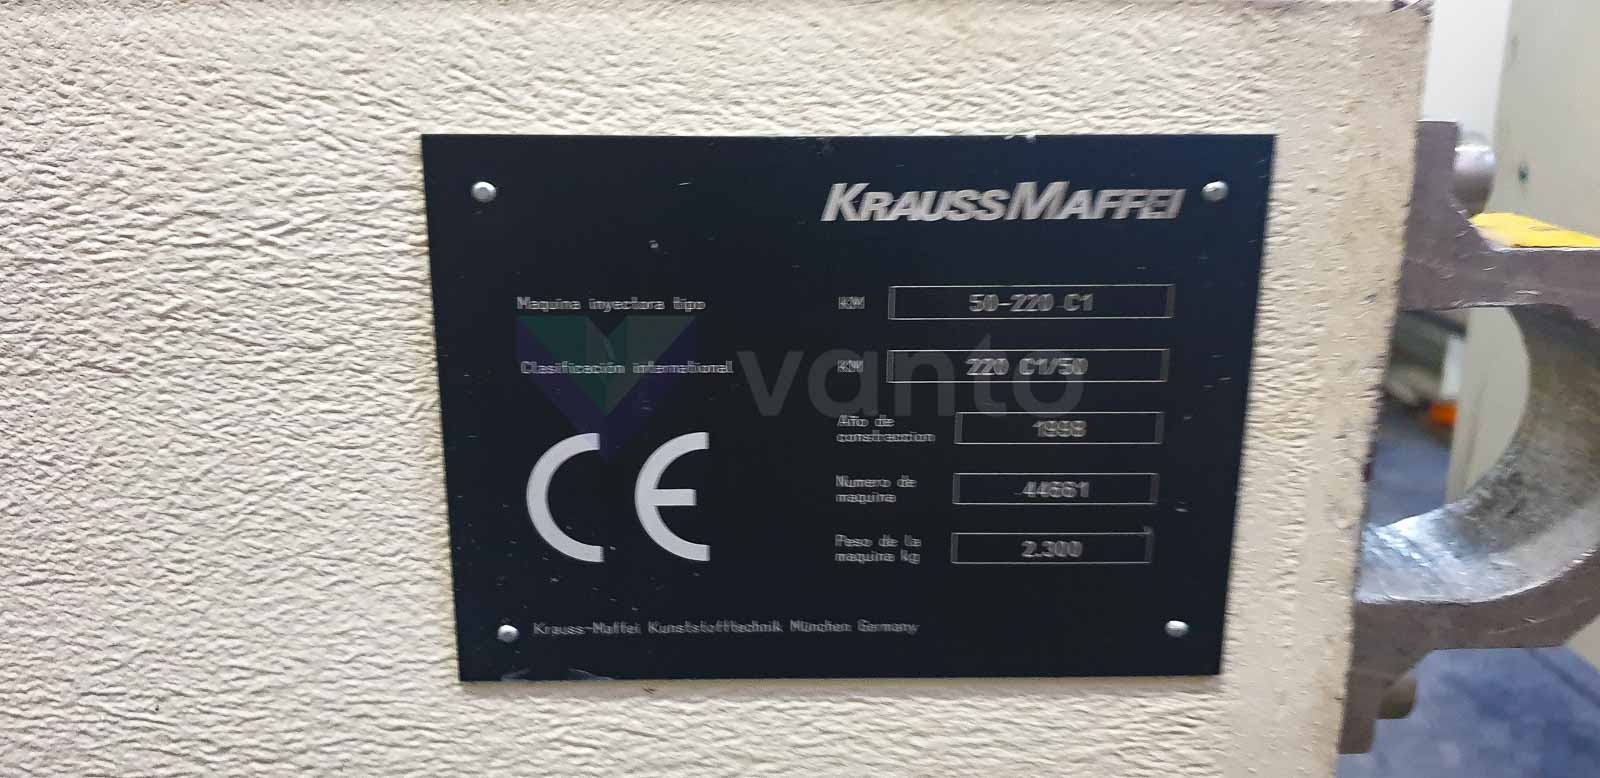 KRAUSSMAFFEI
Maquina inyectora tipo KM 50-220 C1
Clasificación international KM 220 C1/50
vanto
Año de
construccion 1998
Numero de
maquina 44661
Peso de la
maquina kg 2.300
CE
Krauss-Maffei Kunststofftechnik München Germany